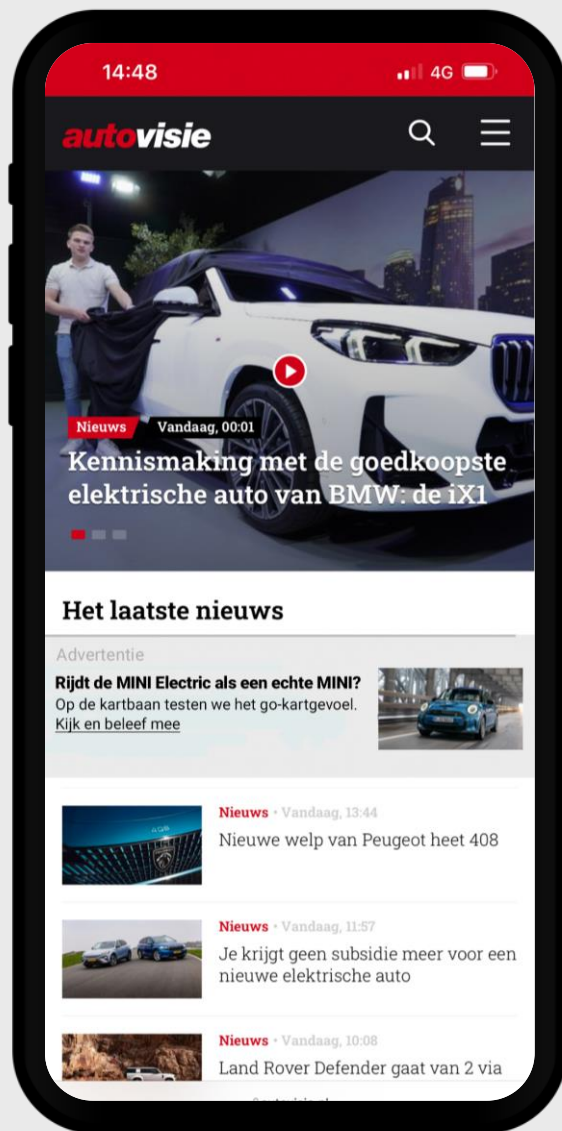 14:48
4G
autovisie
Nieuws Vandaag, 00:01
Kennismaking met de goedkoopste
elektrische auto van BMW: de iX1
Het laatste nieuws
Advertentie
Rijdt de MINI Electric als een echte MINI?
Op de kartbaan testen we het go-kartgevoel.
Kijk en beleef mee
Nieuws • Vandaag, 13:44
Nieuwe welp van Peugeot heet 408
Nieuws • Vandaag, 11:57
Je krijgt geen subsidie meer voor een
nieuwe elektrische auto
Nieuws • Vandaag, 10:08
Land Rover Defender gaat van 2 via